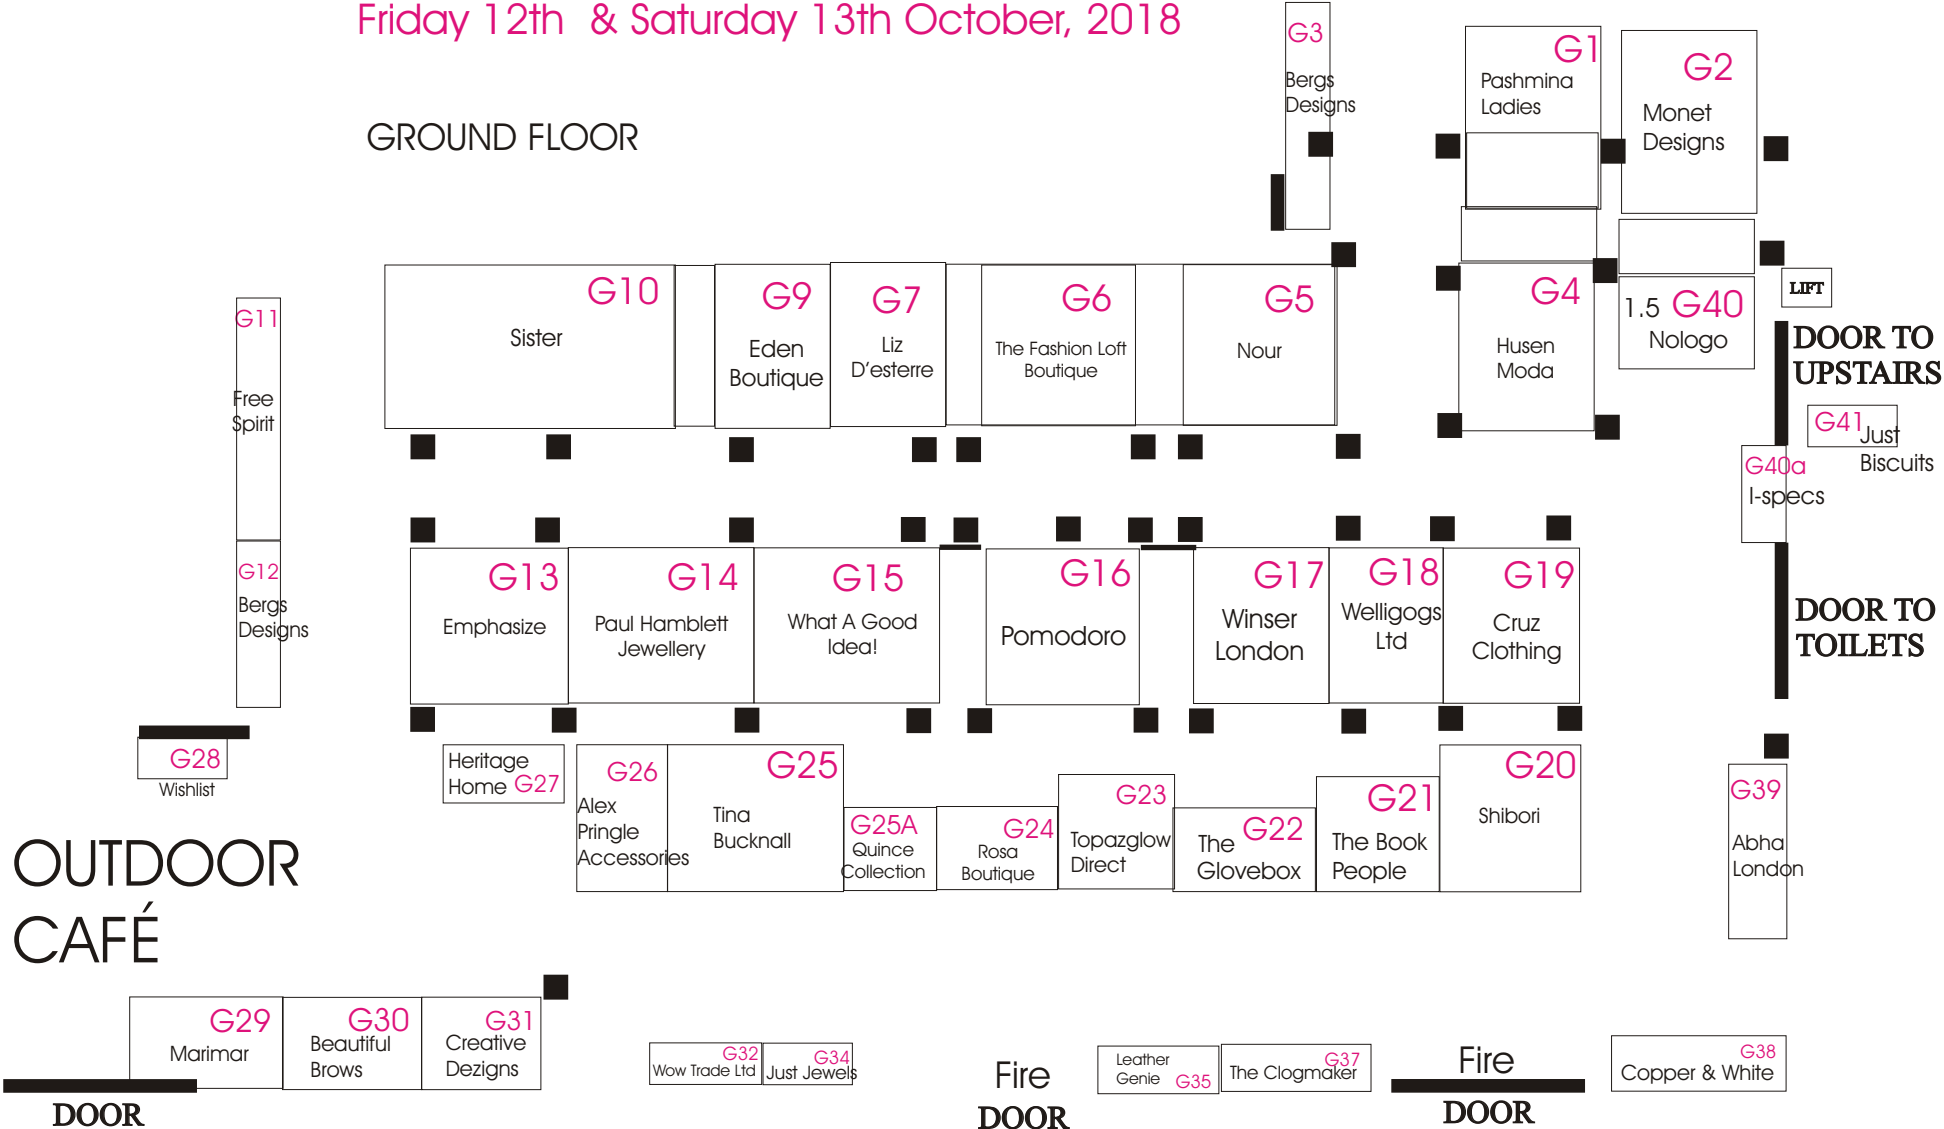 Friday 12th & Saturday 13th October, 2018
GROUND FLOOR
G3
Bergs
Designs
G1
Pashmina
Ladies
G2
Monet
Designs
G10
Sister
G9
Eden
Boutique
G7
Liz
D'esterre
G6
The Fashion Loft
Boutique
G5
Nour
G4
Husen
Moda
1.5 G40
Nologo
LIFT
DOOR TO
UPSTAIRS
G41
Just
Biscuits
G40a
I-specs
G11
Free
Spirit
G12
Bergs
Designs
G13
Emphasize
G14
Paul Hamblett
Jewellery
G15
What A Good
Idea!
G16
Pomodoro
G17
Winser
London
G18
Welligogs
Ltd
G19
Cruz
Clothing
DOOR TO
TOILETS
G28
Wishlist
Heritage
Home G27
G26
Alex
Pringle
Accessories
G25
Tina
Bucknall
G25A
Quince
Collection
G24
Rosa
Boutique
G23
Topazglow
Direct
G22
The
Glovebox
G21
The Book
People
G20
Shibori
G39
Abha
London
OUTDOOR
CAFÉ
G29
Marimar
G30
Beautiful
Brows
G31
Creative
Dezigns
G32
Wow Trade Ltd
G34
Just Jewels
Fire
DOOR
Leather
Genie G35
G37
The Clogmaker
Fire
DOOR
G38
Copper & White
DOOR